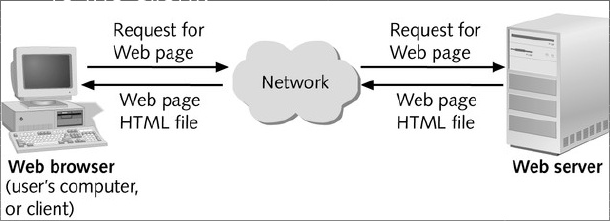 Request for
Web page
Request for
Web page
Network
Web page
HTML file
Web page
HTML file
Web browser
(user's computer,
or client)
Web server